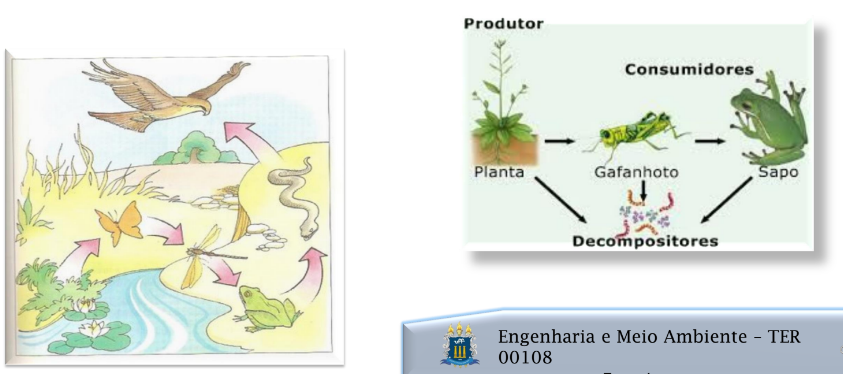 Produtor
Consumidores
Planta
Gafanhoto
Sapo
Decompositores
Engenharia e Meio Ambiente – TER
00108